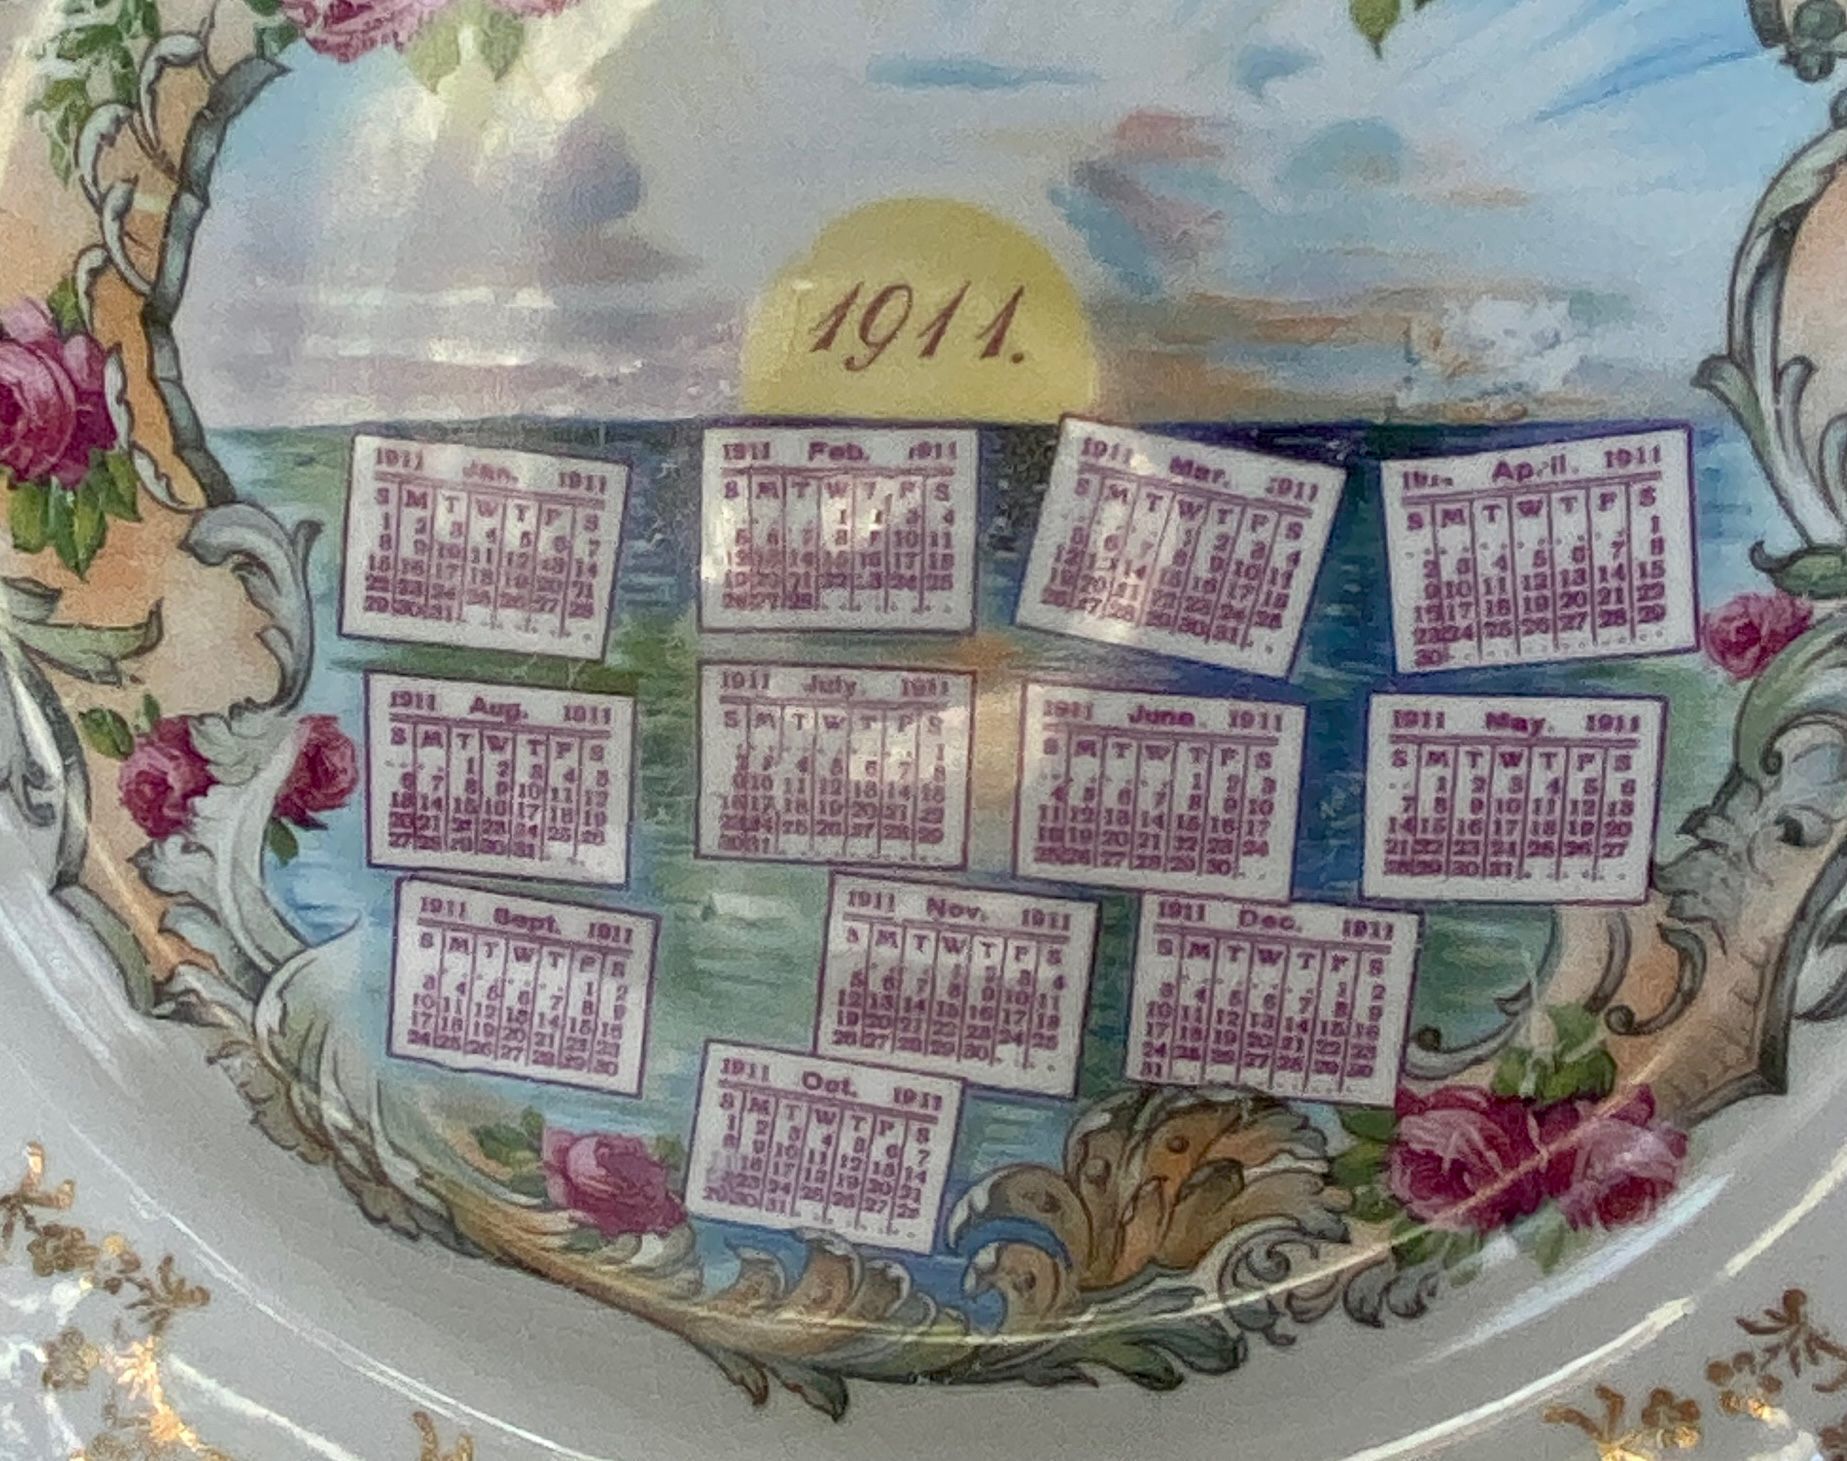 1911.
1911 Jan. 1911
S M T W T F S
1 2 3 4 5 6 7
8 9 10 11 12 13 14
15 16 17 18 19 20 21
22 23 24 25 26 27 28
29 30 31
1911 Feb. 1911
S M T W T F S
1 2 3 4
5 6 7 8 9 10 11
12 13 14 15 16 17 18
19 20 21 22 23 24 25
26 27 28
1911 Mar. 1911
S M T W T F S
1 2 3 4
5 6 7 8 9 10 11
12 13 14 15 16 17 18
19 20 21 22 23 24 25
26 27 28 29 30 31
1911 April. 1911
S M T W T F S
1
2 3 4 5 6 7 8
9 10 11 12 13 14 15
16 17 18 19 20 21 22
23 24 25 26 27 28 29
30
1911 Aug. 1911
S M T W T F S
1 2 3 4 5
6 7 8 9 10 11 12
13 14 15 16 17 18 19
20 21 22 23 24 25 26
27 28 29 30 31
1911 July. 1911
S M T W T F S
1
2 3 4 5 6 7 8
9 10 11 12 13 14 15
16 17 18 19 20 21 22
23 24 25 26 27 28 29
30 31
1911 June. 1911
S M T W T F S
1 2 3
4 5 6 7 8 9 10
11 12 13 14 15 16 17
18 19 20 21 22 23 24
25 26 27 28 29 30
1911 May. 1911
S M T W T F S
1 2 3 4 5 6
7 8 9 10 11 12 13
14 15 16 17 18 19 20
21 22 23 24 25 26 27
28 29 30 31
1911 Sept. 1911
S M T W T F S
1 2
3 4 5 6 7 8 9
10 11 12 13 14 15 16
17 18 19 20 21 22 23
24 25 26 27 28 29 30
1911 Nov. 1911
S M T W T F S
1 2 3 4
5 6 7 8 9 10 11
12 13 14 15 16 17 18
19 20 21 22 23 24 25
26 27 28 29 30
1911 Dec. 1911
S M T W T F S
1 2
3 4 5 6 7 8 9
10 11 12 13 14 15 16
17 18 19 20 21 22 23
24 25 26 27 28 29 30
31
1911 Oct. 1911
S M T W T F S
1 2 3 4 5 6 7
8 9 10 11 12 13 14
15 16 17 18 19 20 21
22 23 24 25 26 27 28
29 30 31